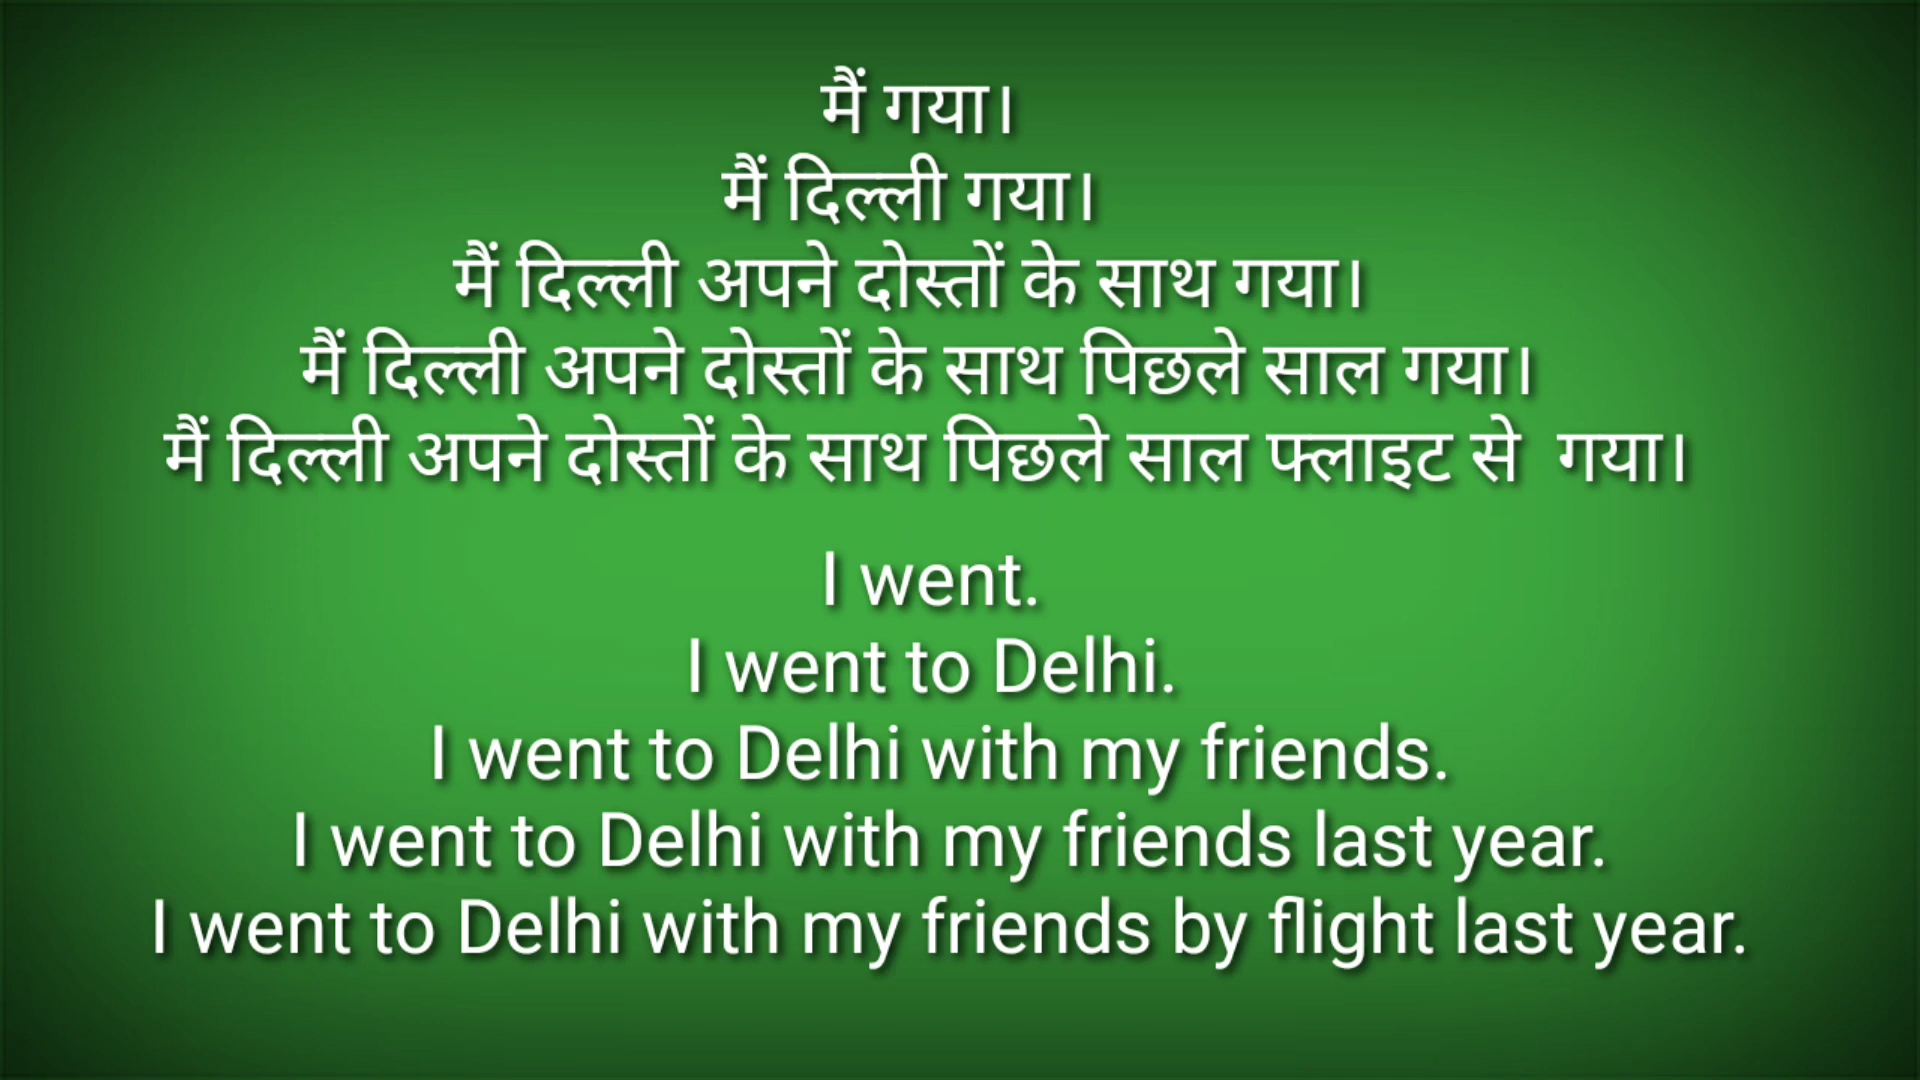 मैं गया।
मैं दिल्ली गया।
मैं दिल्ली अपने दोस्तों के साथ गया।
मैं दिल्ली अपने दोस्तों के साथ पिछले साल गया।
मैं दिल्ली अपने दोस्तों के साथ पिछले साल फ्लाइट से  गया।
I went.
I went to Delhi.
I went to Delhi with my friends.
I went to Delhi with my friends last year.
I went to Delhi with my friends by flight last year.